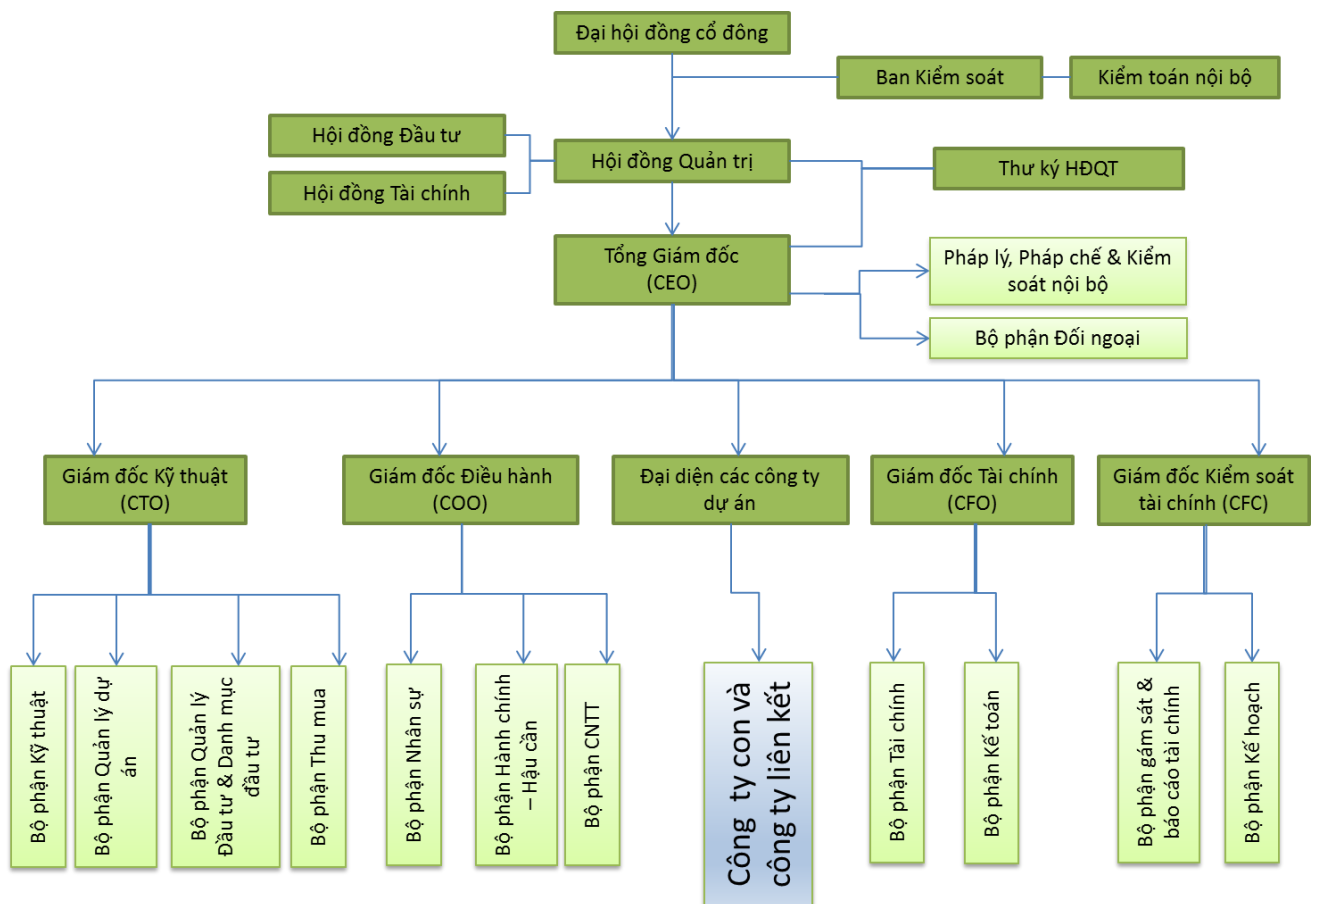 Đại hội đồng cổ đông
Ban Kiểm soát
Kiểm toán nội bộ
Hội đồng Đầu tư
Hội đồng Quản trị
Thư ký HĐQT
Hội đồng Tài chính
Tổng Giám đốc
(CEO)
Pháp lý, Pháp chế & Kiểm
soát nội bộ
Bộ phận Đối ngoại
Giám đốc Kỹ thuật
(CTO)
Giám đốc Điều hành
(COO)
Đại diện các công ty
dự án
Giám đốc Tài chính
(CFO)
Giám đốc Kiểm soát
tài chính (CFC)
Bộ phận Kỹ thuật
Bộ phận Quản lý dự
án
Bộ phận Quản lý
Đầu tư & Danh mục
đầu tư
Bộ phận Thu mua
Bộ phận Nhân sự
Bộ phận Hành chính
– Hậu cần
Bộ phận CNTT
Công ty con và
công ty liên kết
Bộ phận Tài chính
Bộ phận Kế toán
Bộ phận gám sát &
báo cáo tài chính
Bộ phận Kế hoạch